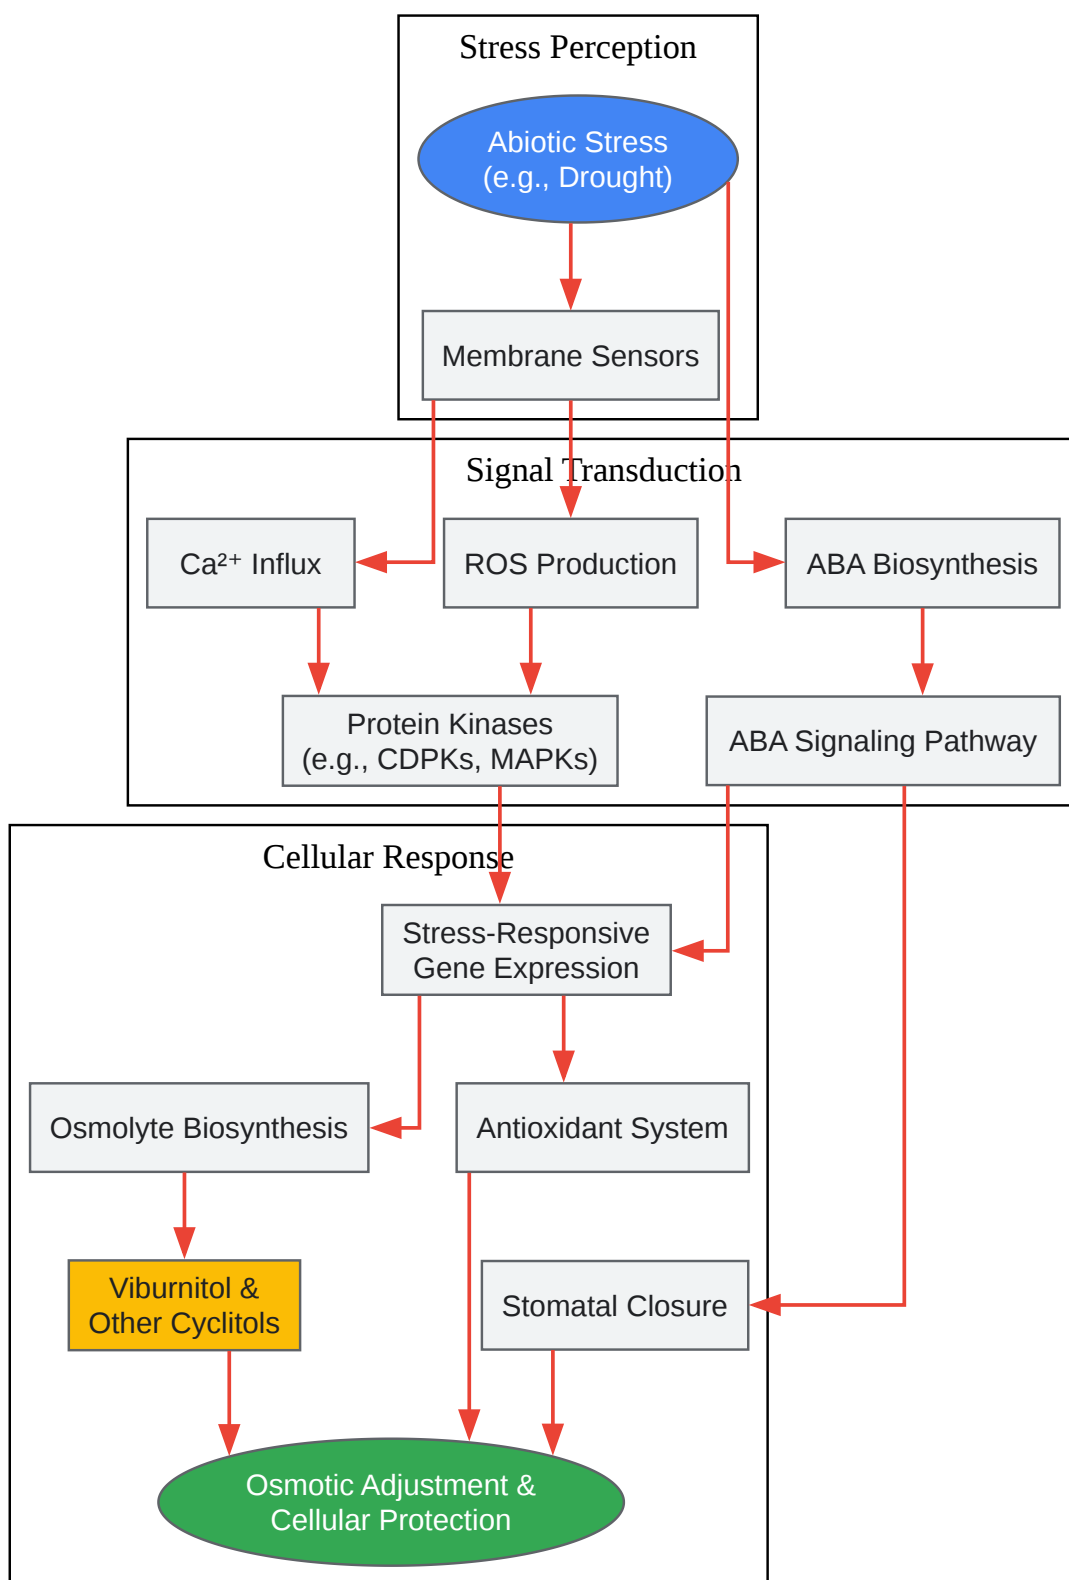 Stress Perception
Abiotic Stress
(e.g., Drought)
Membrane Sensors
Signal Transduction
Ca²⁺ Influx
ROS Production
ABA Biosynthesis
Protein Kinases
(e.g., CDPKs, MAPKs)
ABA Signaling Pathway
Cellular Response
Stress-Responsive
Gene Expression
Osmolyte Biosynthesis
Antioxidant System
Viburnitol &
Other Cyclitols
Stomatal Closure
Osmotic Adjustment &
Cellular Protection